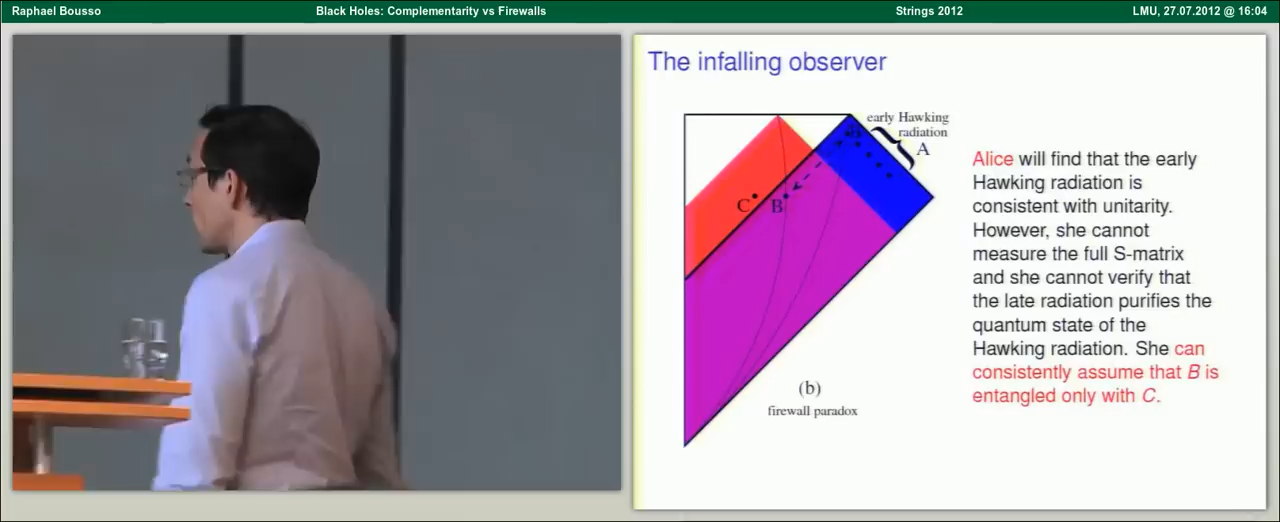 Raphael Bousso Black Holes: Complementarity vs Firewalls Strings 2012 LMU, 27.07.2012 @ 16:04
The infalling observer
early Hawking
radiation
A
C B
(b)
firewall paradox
Alice will find that the early
Hawking radiation is
consistent with unitarity.
However, she cannot
measure the full S-matrix
and she cannot verify that
the late radiation purifies the
quantum state of the
Hawking radiation. She can
consistently assume that B is
entangled only with C.